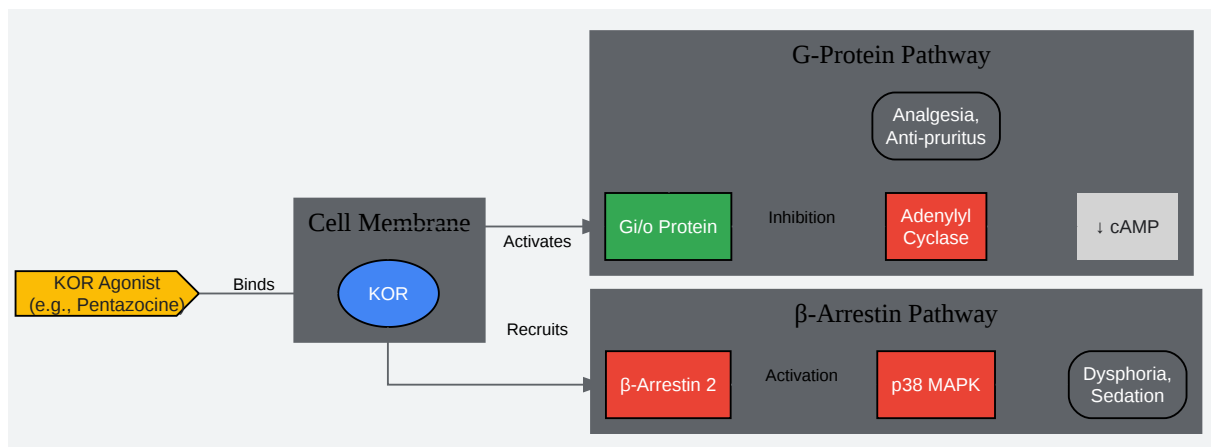 G-Protein Pathway
Analgesia,
Anti-pruritus
Cell Membrane
Gi/o Protein
Inhibition
Adenylyl
Cyclase
↓ cAMP
Activates
KOR Agonist
(e.g., Pentazocine)
Binds
KOR
Recruits
β-Arrestin Pathway
β-Arrestin 2
Activation
p38 MAPK
Dysphoria,
Sedation